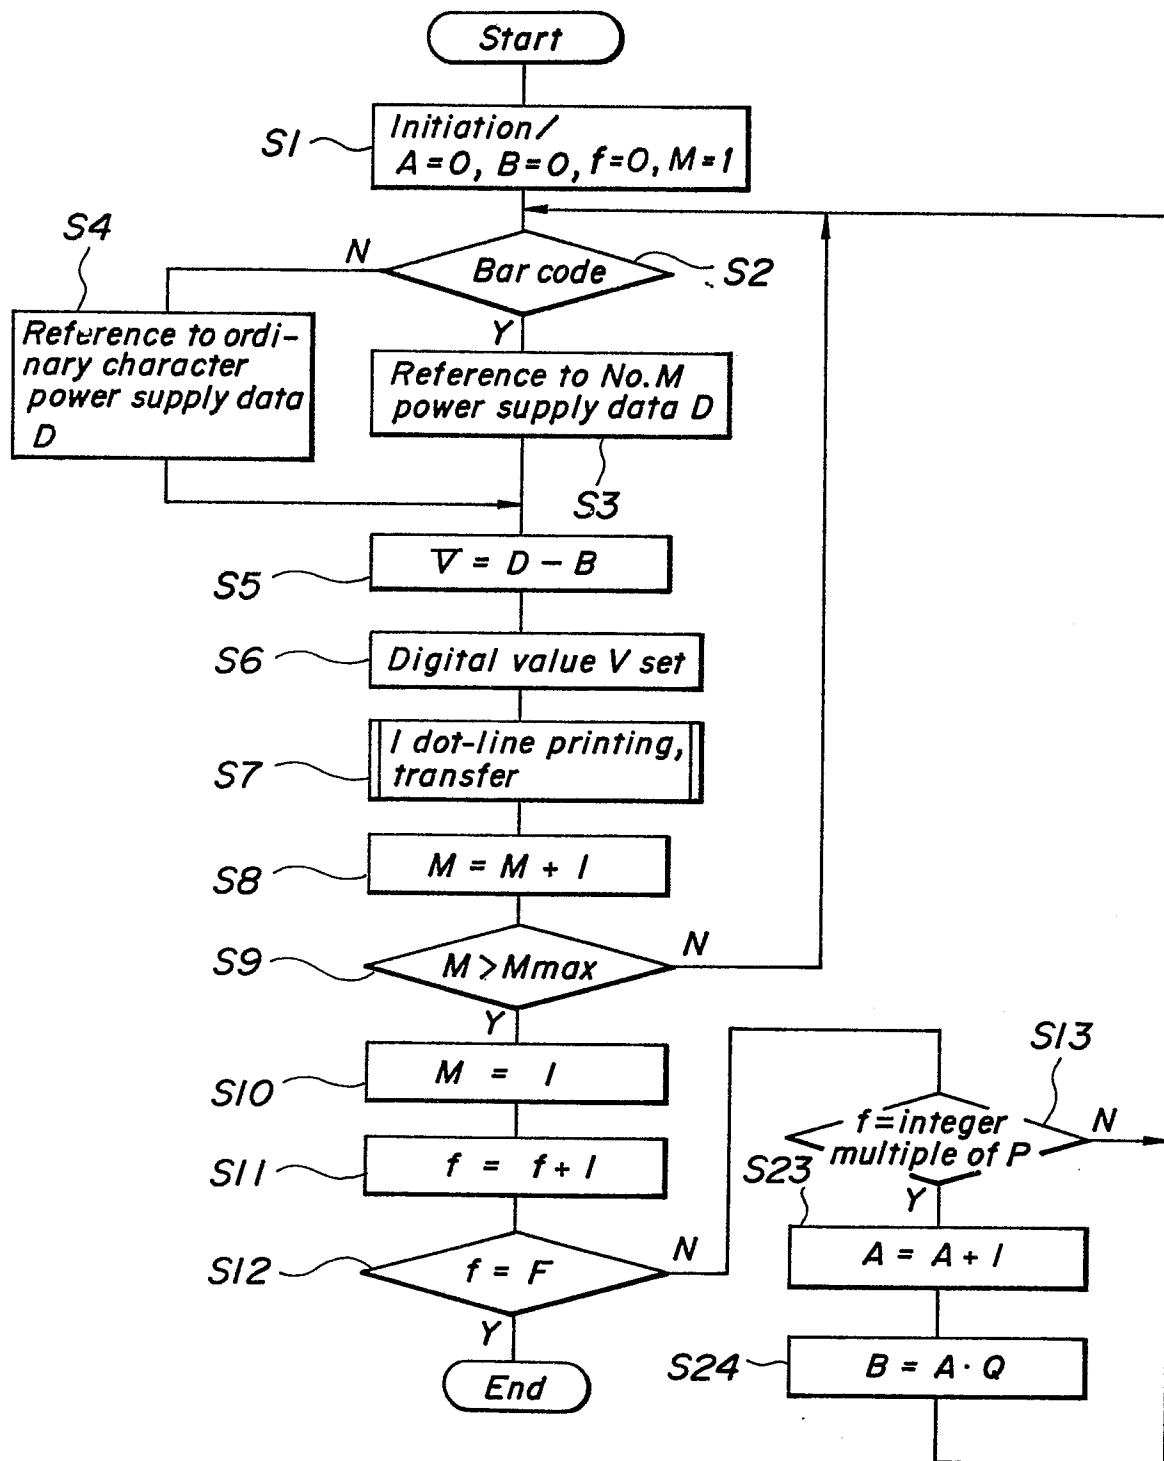 Start
S1
Initiation/
A=0, B=0, f=0, M=1
S4
N
Bar code
S2
Y
Reference to ordi-
nary character
power supply data
D
Reference to No.M
power supply data D
S3
S5
V = D - B
S6
Digital value V set
S7
1 dot-line printing,
transfer
S8
M = M + 1
S9
M > Mmax
N
Y
S10
M = 1
S11
f = f + 1
S12
f = F
N
Y
End
S13
f = integer
multiple of P
N
S23
Y
A = A + 1
S24
B = A · Q